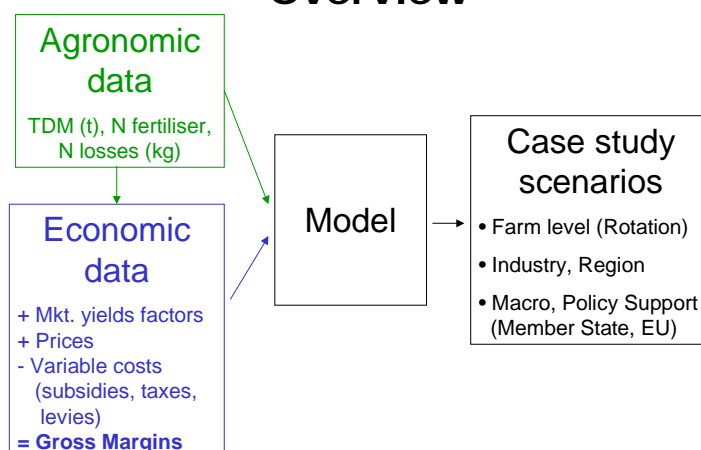 Overview
Agronomic
data
TDM (t), N fertiliser,
N losses (kg)
Economic
data
+ Mkt. yields factors
+ Prices
- Variable costs
(subsidies, taxes,
levies)
= Gross Margins
Model
Case study
scenarios
• Farm level (Rotation)
• Industry, Region
• Macro, Policy Support
(Member State, EU)